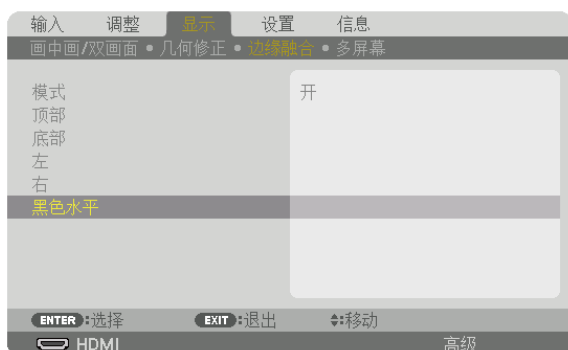 输入 调整 显示 设置 信息
画中画/双画面 • 几何修正 • 边缘融合 • 多屏幕
模式 开
顶部
底部
左
右
黑色水平
ENTER:选择 EXIT:退出 :移动
HDMI 高级